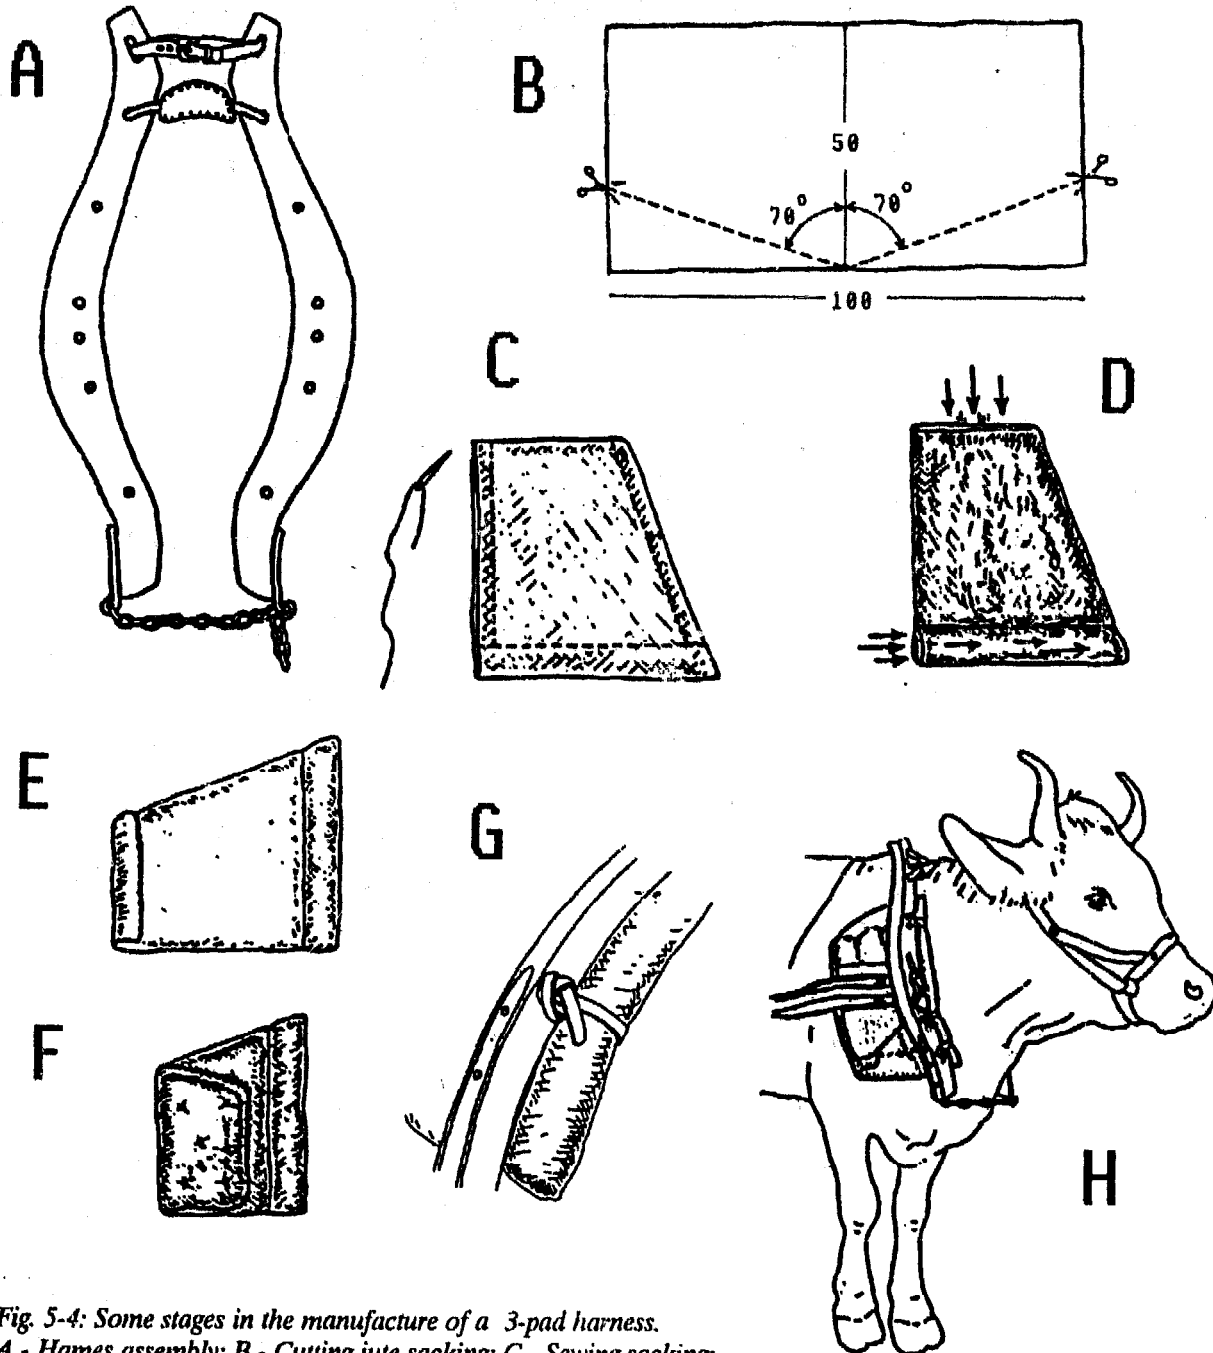 A
B
50
70° 70°
100
C
D
E
G
F
H
Fig. 5-4: Some stages in the manufacture of a 3-pad harness.
A - Hames assembly; B - Cutting jute sacking; C - Sewing sacking;